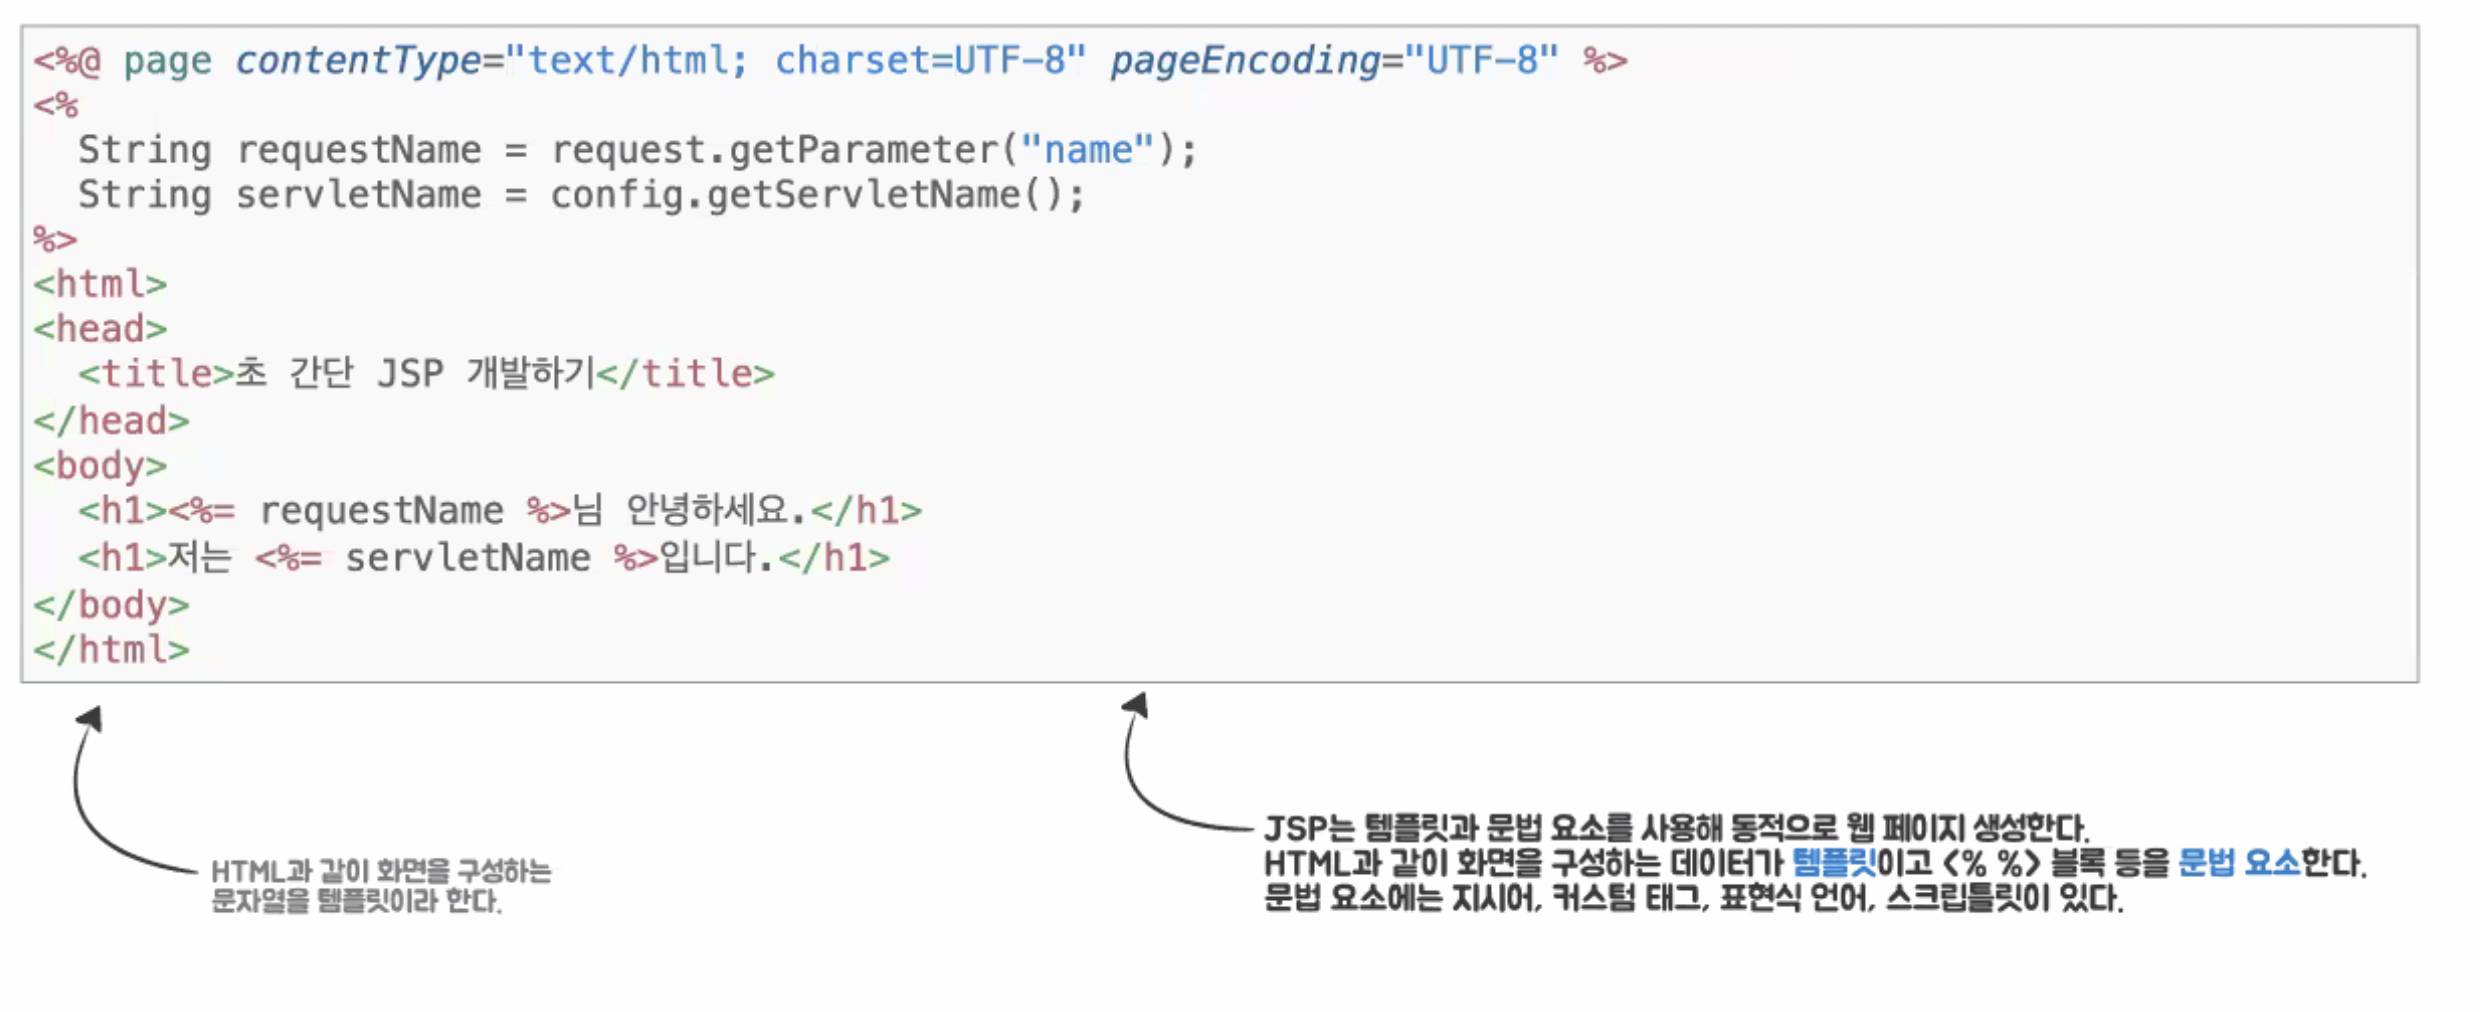 <%@ page contentType="text/html; charset=UTF-8" pageEncoding="UTF-8" %>
<%
  String requestName = request.getParameter("name");
  String servletName = config.getServletName();
%>
<html>
<head>
  <title>초 간단 JSP 개발하기</title>
</head>
<body>
  <h1><%= requestName %>님 안녕하세요.</h1>
  <h1>저는 <%= servletName %>입니다.</h1>
</body>
</html>
HTML과 같이 화면을 구성하는
문자열을 템플릿이라 한다.
JSP는 템플릿과 문법 요소를 사용해 동적으로 웹 페이지 생성한다.
HTML과 같이 화면을 구성하는 데이터가 템플릿이고 <% %> 블록 등을 문법 요소한다.
문법 요소에는 지시어, 커스텀 태그, 표현식 언어, 스크립틀릿이 있다.